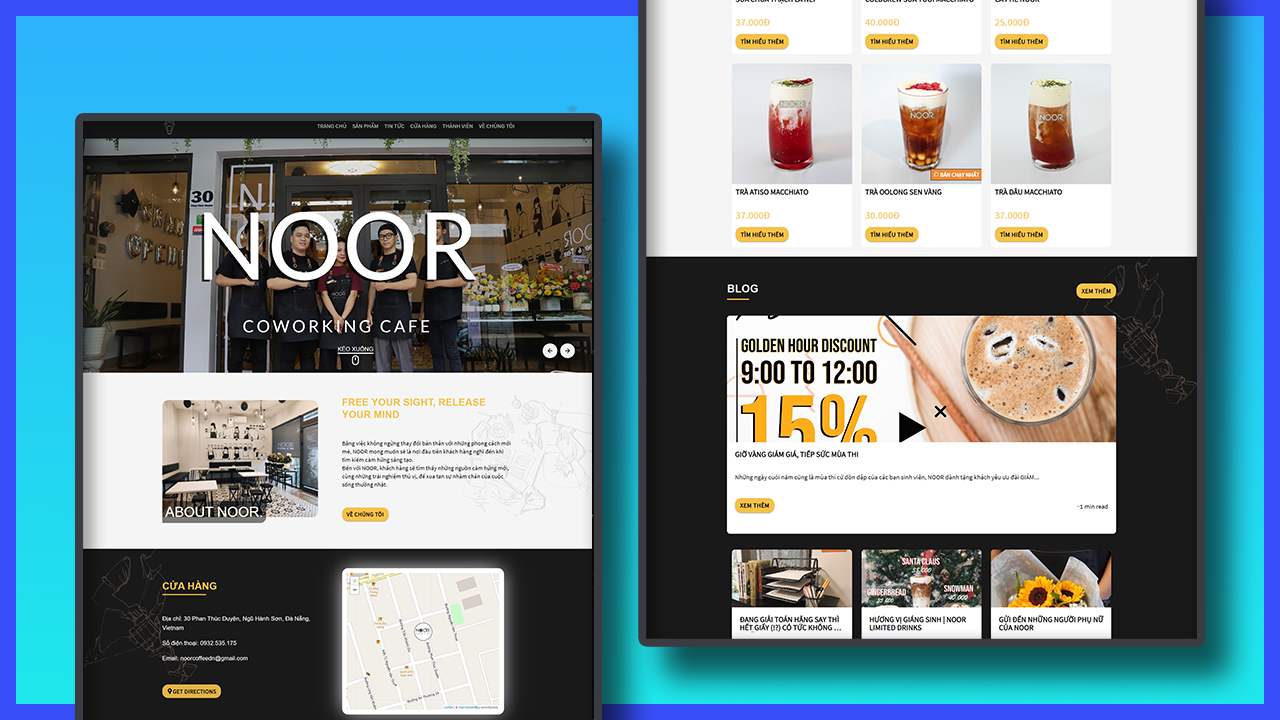 TRANG CHỦ SẢN PHẨM TIN TỨC CỬA HÀNG THÀNH VIÊN VỀ CHÚNG TÔI
30
NOOR
COWORKING CAFE
KÉO XUỐNG
FREE YOUR SIGHT, RELEASE
YOUR MIND
Bằng việc không ngừng thay đổi bản thân với những phong cách mới
mẻ, NOOR mong muốn sẽ là nơi đầu tiên khách hàng nghĩ đến khi
tìm kiếm cảm hứng sáng tạo.
Đến với NOOR, khách hàng sẽ tìm thấy những nguồn cảm hứng mới,
cùng những trải nghiệm thú vị, để xua tan sự nhàm chán của cuộc
sống thường nhật.
VỀ CHÚNG TÔI
ABOUT NOOR
CỬA HÀNG
Địa chỉ: 30 Phan Thúc Duyện, Ngũ Hành Sơn, Đà Nẵng,
Vietnam
Số điện thoại: 0932.535.175
Email: noorcoffeedn@gmail.com
GET DIRECTIONS
NOOR
37.000Đ
40.000Đ
25.000Đ
TÌM HIỂU THÊM
TÌM HIỂU THÊM
TÌM HIỂU THÊM
NOOR
NOOR
NOOR
BÁN CHẠY NHẤT
TRÀ ATISO MACCHIATO
TRÀ OOLONG SEN VÀNG
TRÀ DÂU MACCHIATO
37.000Đ
30.000Đ
37.000Đ
TÌM HIỂU THÊM
TÌM HIỂU THÊM
TÌM HIỂU THÊM
BLOG
XEM THÊM
GOLDEN HOUR DISCOUNT
9:00 TO 12:00
15%
GIỜ VÀNG GIẢM GIÁ, TIẾP SỨC MÙA THI
Những ngày cuối năm cũng là mùa thi cử dồn dập của các bạn sinh viên, NOOR dành tặng khách yêu ưu đãi GIẢM...
XEM THÊM
~1 min read
SANTA CLAUS
55 000
GINGERBREAD
SNOWMAN
ĐANG GIẢI TOÁN HĂNG SAY THÌ
HẾT GIẤY (!?) CÓ TỨC KHÔNG ...
HƯƠNG VỊ GIÁNG SINH | NOOR
LIMITED DRINKS
GỬI ĐẾN NHỮNG NGƯỜI PHỤ NỮ
CỦA NOOR